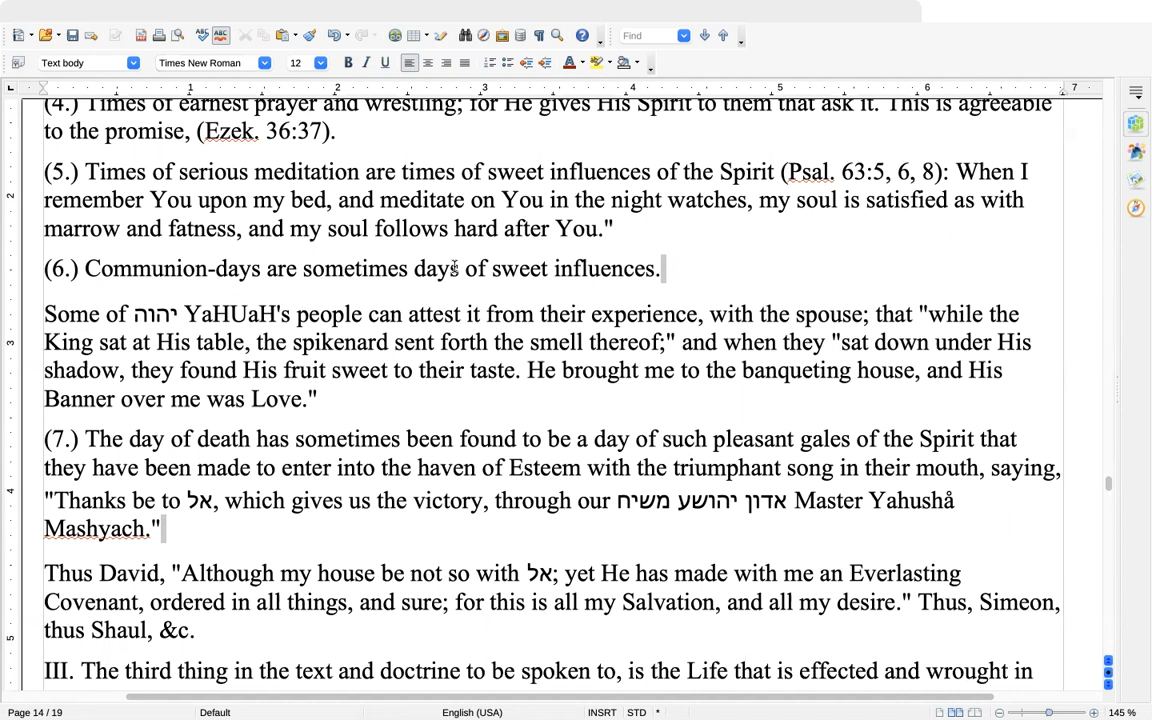 Find
Text body
Times New Roman
12
1
1
2
3
4
5
6
7
(4.) Times of earnest prayer and wrestling; for He gives His Spirit to them that ask it. This is agreeable
to the promise, (Ezek. 36:37).
(5.) Times of serious meditation are times of sweet influences of the Spirit (Psal. 63:5, 6, 8): When I
remember You upon my bed, and meditate on You in the night watches, my soul is satisfied as with
marrow and fatness, and my soul follows hard after You."
(6.) Communion-days are sometimes days of sweet influences.
Some of יהוה YaHUaH's people can attest it from their experience, with the spouse; that "while the
King sat at His table, the spikenard sent forth the smell thereof;" and when they "sat down under His
shadow, they found His fruit sweet to their taste. He brought me to the banqueting house, and His
Banner over me was Love."
(7.) The day of death has sometimes been found to be a day of such pleasant gales of the Spirit that
they have been made to enter into the haven of Esteem with the triumphant song in their mouth, saying,
"Thanks be to אל, which gives us the victory, through our אדון יהושע משיח Master Yahushå
Mashyach."
Thus David, "Although my house be not so with אל; yet He has made with me an Everlasting
Covenant, ordered in all things, and sure; for this is all my Salvation, and all my desire." Thus, Simeon,
thus Shaul, &c.
III. The third thing in the text and doctrine to be spoken to, is the Life that is effected and wrought in
2
3
4
5
Page 14 / 19
Default
English (USA)
INSRT
STD
*
145 %